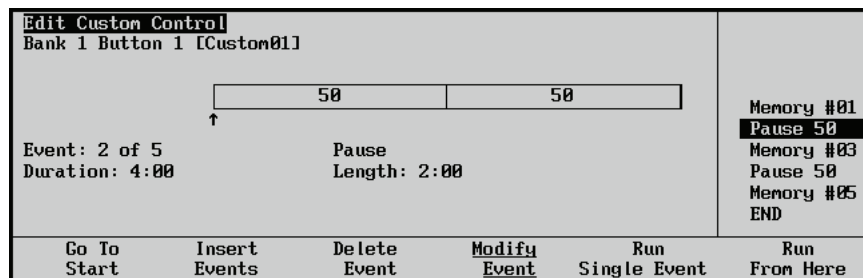 Edit Custom Control
Bank 1 Button 1 [Custom01]
50 50
Event: 2 of 5 Pause
Duration: 4:00 Length: 2:00
Memory #01
Pause 50
Memory #03
Pause 50
Memory #05
END
Go To Start
Insert Events
Delete Event
Modify Event
Run Single Event
Run From Here